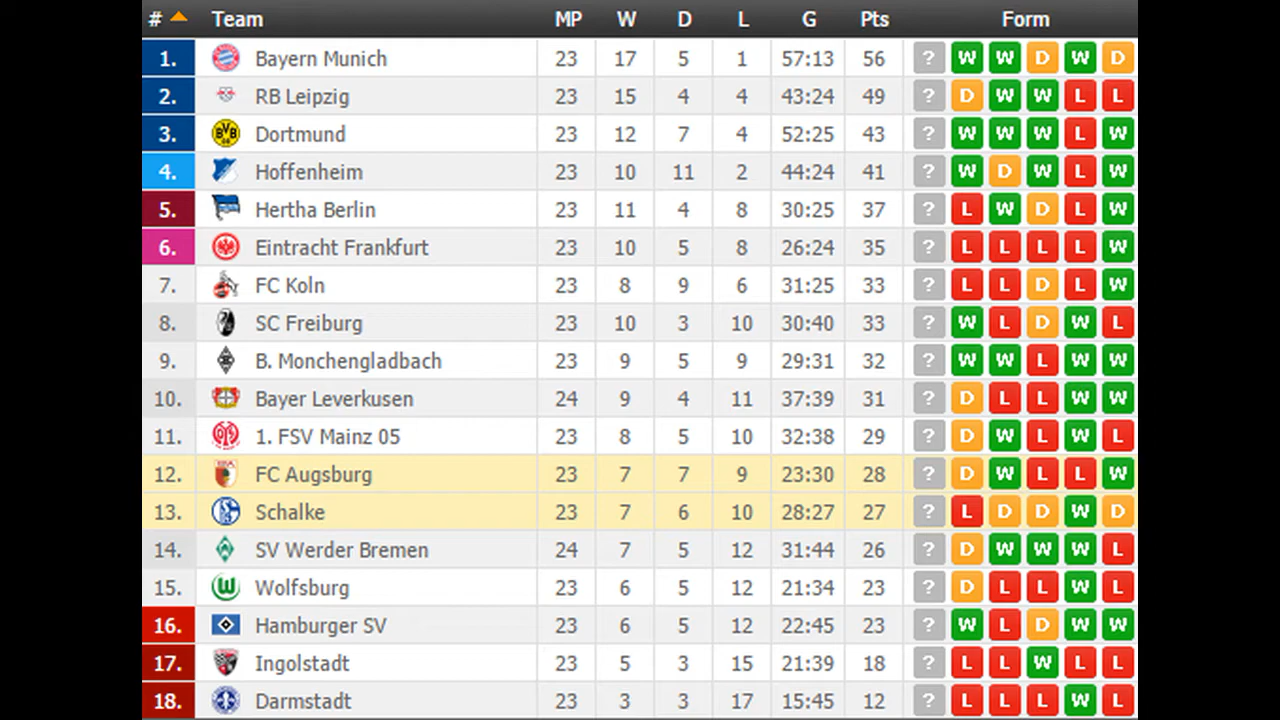 # Team MP W D L G Pts Form
1. Bayern Munich 23 17 5 1 57:13 56 ? W W D W D
2. RB Leipzig 23 15 4 4 43:24 49 ? D W W L L
3. Dortmund 23 12 7 4 52:25 43 ? W W W L W
4. Hoffenheim 23 10 11 2 44:24 41 ? W D W L W
5. Hertha Berlin 23 11 4 8 30:25 37 ? L W D L W
6. Eintracht Frankfurt 23 10 5 8 26:24 35 ? L L L L W
7. FC Koln 23 8 9 6 31:25 33 ? L L D L W
8. SC Freiburg 23 10 3 10 30:40 33 ? W L D W L
9. B. Monchengladbach 23 9 5 9 29:31 32 ? W W L W W
10. Bayer Leverkusen 24 9 4 11 37:39 31 ? D L L W W
11. 1. FSV Mainz 05 23 8 5 10 32:38 29 ? D W L W L
12. FC Augsburg 23 7 7 9 23:30 28 ? D W L L W
13. Schalke 23 7 6 10 28:27 27 ? L D D W D
14. SV Werder Bremen 24 7 5 12 31:44 26 ? D W W W L
15. Wolfsburg 23 6 5 12 21:34 23 ? D L L W L
16. Hamburger SV 23 6 5 12 22:45 23 ? W L D W W
17. Ingolstadt 23 5 3 15 21:39 18 ? L L W L L
18. Darmstadt 23 3 3 17 15:45 12 ? L L L W L